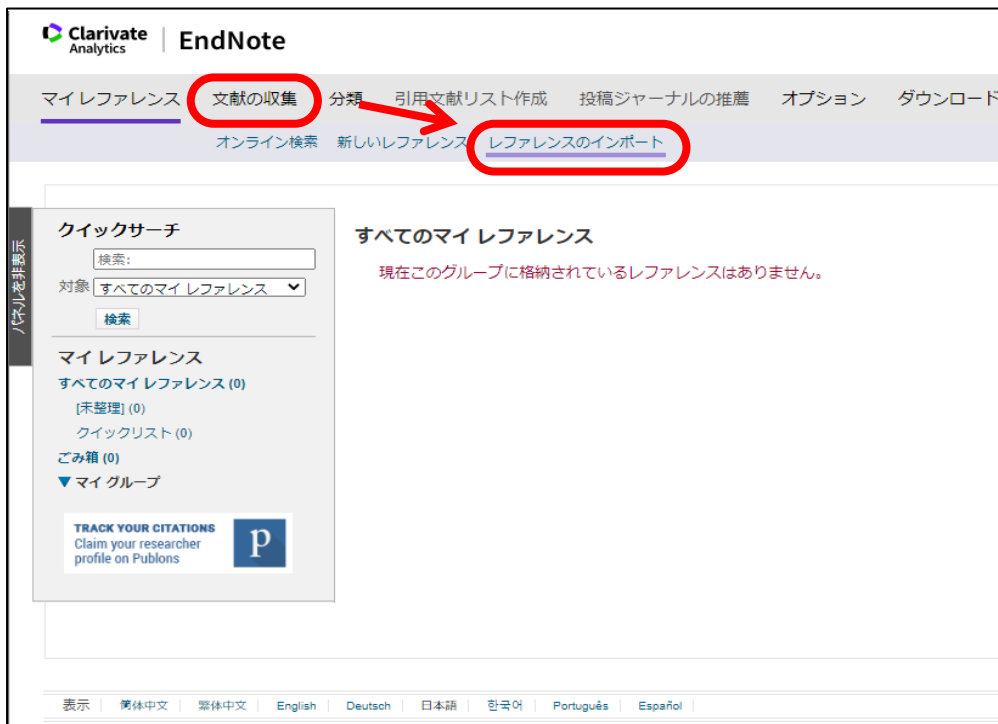 Clarivate Analytics | EndNote
マイ レファレンス 文献の収集 分類 引用文献リスト作成 投稿ジャーナルの推薦 オプション ダウンロード
オンライン検索 新しいレファレンス レファレンスのインポート
パネルを非表示
クイックサーチ
検索:
対象 すべてのマイ レファレンス
検索
マイ レファレンス
すべてのマイ レファレンス (0)
[未整理] (0)
クイックリスト (0)
ごみ箱 (0)
▼マイ グループ
TRACK YOUR CITATIONS
Claim your researcher
profile on Publons
p
すべてのマイ レファレンス
現在このグループに格納されているレファレンスはありません。
表示 | 简体中文 | 繁体中文 | English | Deutsch | 日本語 | 한국어 | Português | Español |